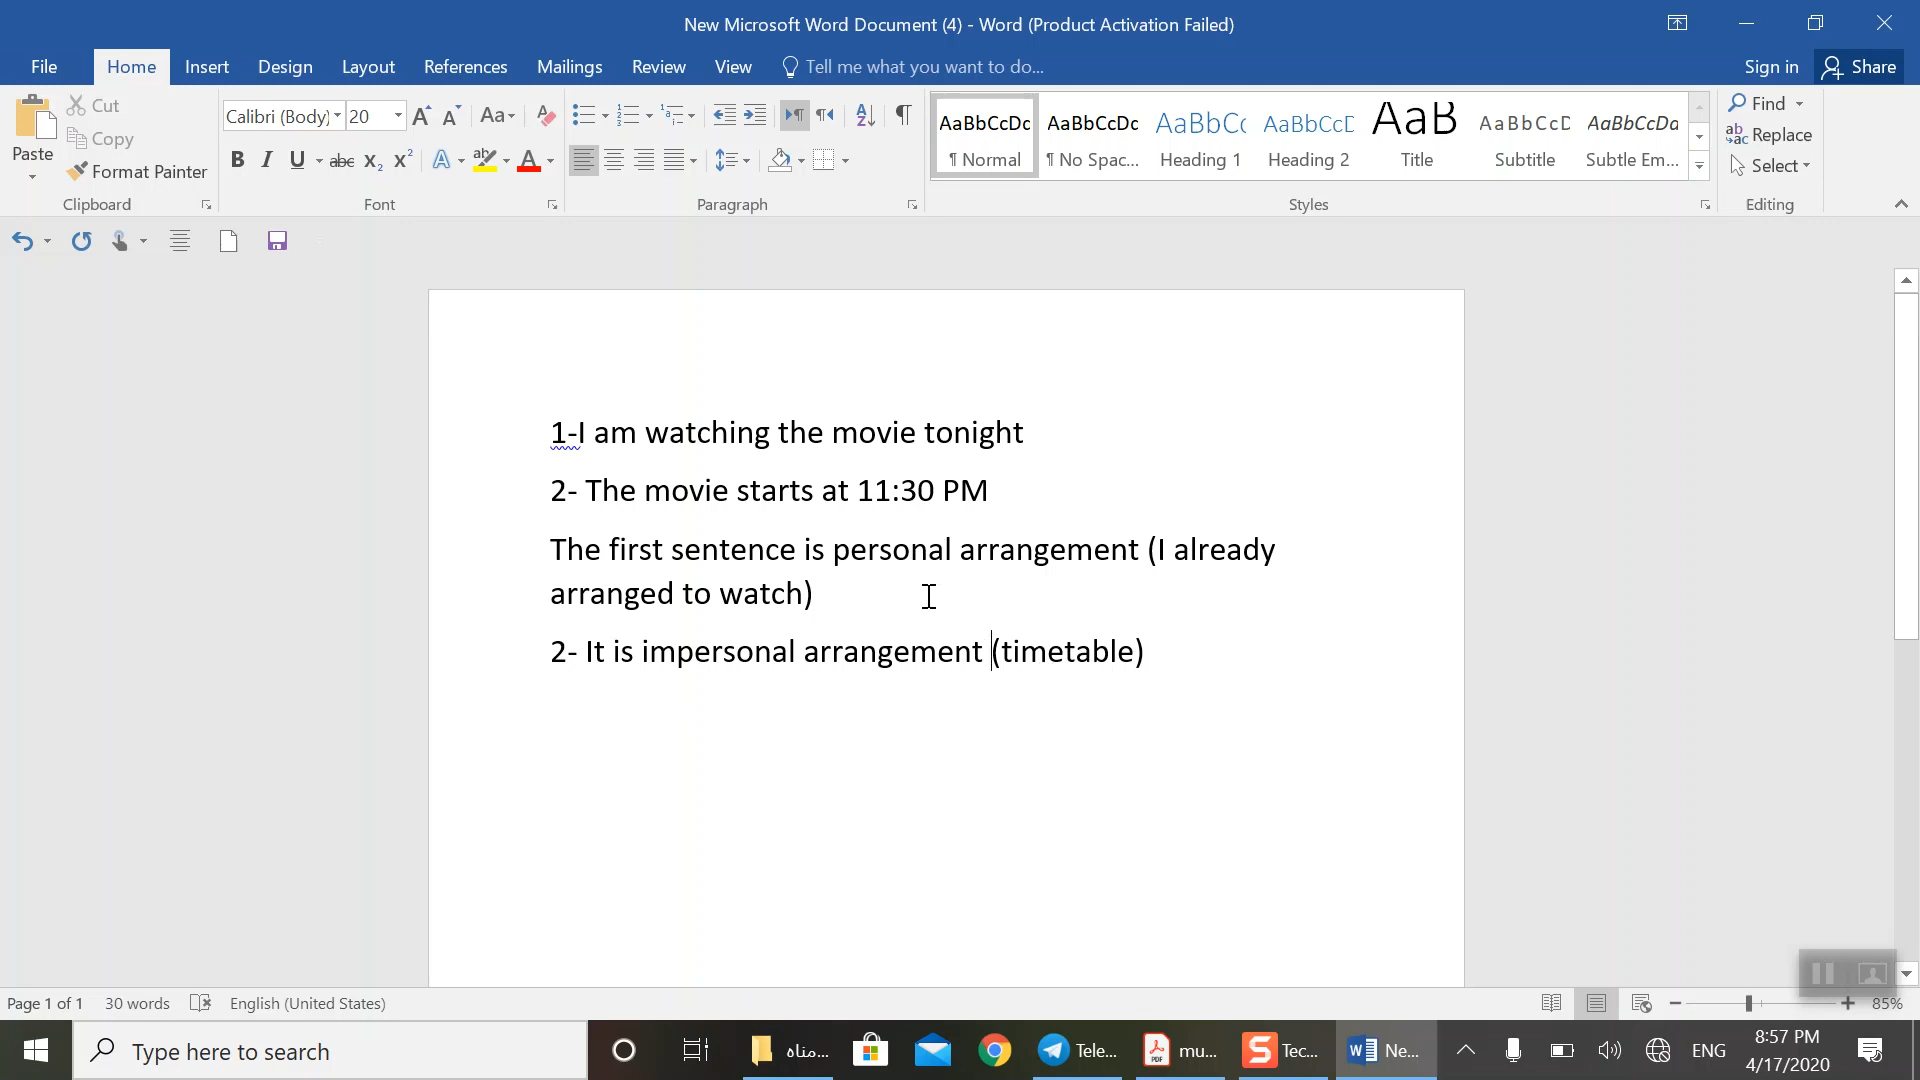 New Microsoft Word Document (4) - Word (Product Activation Failed)
File Home Insert Design Layout References Mailings Review View Tell me what you want to do... Sign in Share
Paste Cut Copy Format Painter
Calibri (Body) 20
AaBbCcDc AaBbCcDc AaBbCc AaBbCcD AaB AaBbCcD AaBbCcDa
¶ Normal ¶ No Spac... Heading 1 Heading 2 Title Subtitle Subtle Em...
Find Replace Select
Clipboard Font Paragraph Styles Editing
1-I am watching the movie tonight
2- The movie starts at 11:30 PM
The first sentence is personal arrangement (I already
arranged to watch)
2- It is impersonal arrangement (timetable)
Page 1 of 1 30 words English (United States) 85%
Type here to search Tele... mu... Tec... Ne... ENG 8:57 PM
4/17/2020